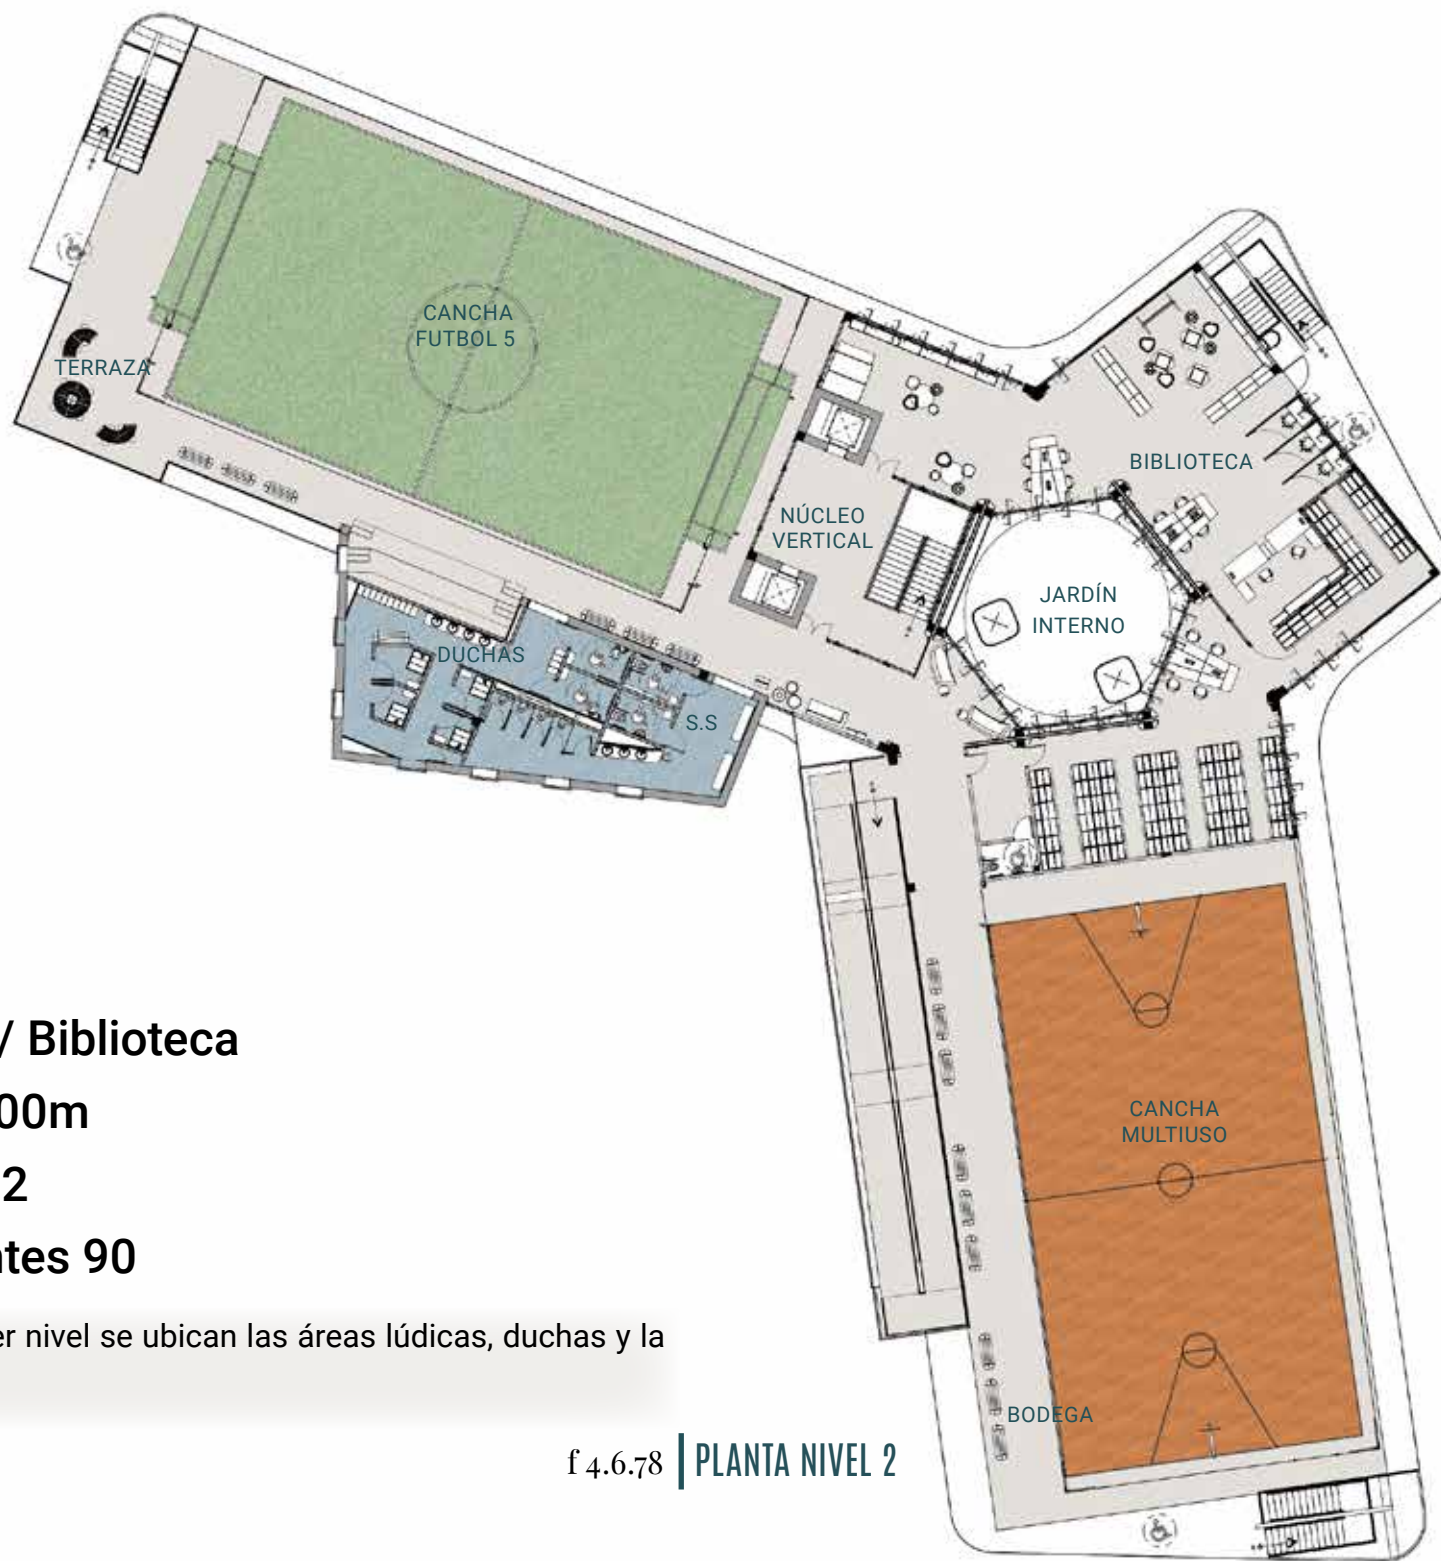 CANCHA
FUTBOL 5
TERRAZA
BIBLIOTECA
NÚCLEO
VERTICAL
JARDÍN
INTERNO
DUCHAS
S.S
/ Biblioteca
00m
2
ntes 90
er nivel se ubican las áreas lúdicas, duchas y la
CANCHA
MULTIUSO
BODEGA
f 4.6.78 PLANTA NIVEL 2